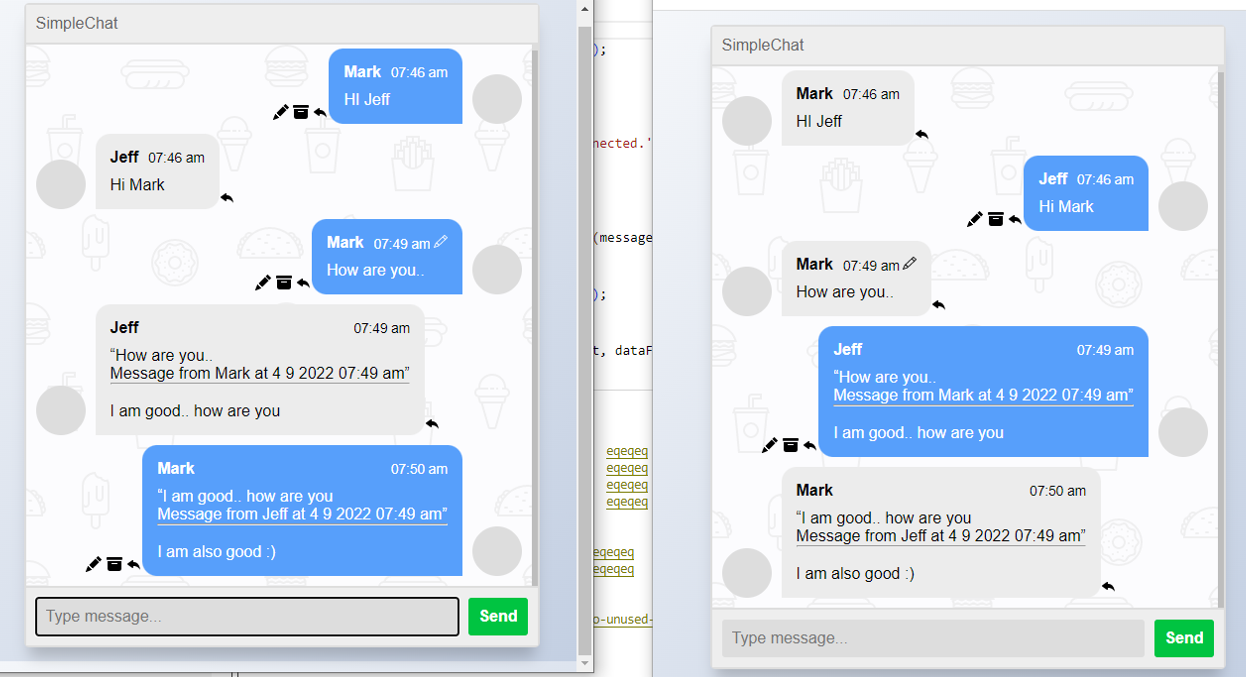 SimpleChat
Mark 07:46 am
HI Jeff
Jeff 07:46 am
Hi Mark
Mark 07:49 am
How are you..
Jeff 07:49 am
“How are you..
Message from Mark at 4 9 2022 07:49 am”
I am good.. how are you
Mark 07:50 am
“I am good.. how are you
Message from Jeff at 4 9 2022 07:49 am”
I am also good :)
Type message...
Send
);
nected.'
(message
);
t, dataF
eqeqeq
eqeqeq
eqeqeq
eqeqeq
eqeqeq
eqeqeq
o-unused-
SimpleChat
Mark 07:46 am
HI Jeff
Jeff 07:46 am
Hi Mark
Mark 07:49 am
How are you..
Jeff 07:49 am
“How are you..
Message from Mark at 4 9 2022 07:49 am”
I am good.. how are you
Mark 07:50 am
“I am good.. how are you
Message from Jeff at 4 9 2022 07:49 am”
I am also good :)
Type message...
Send